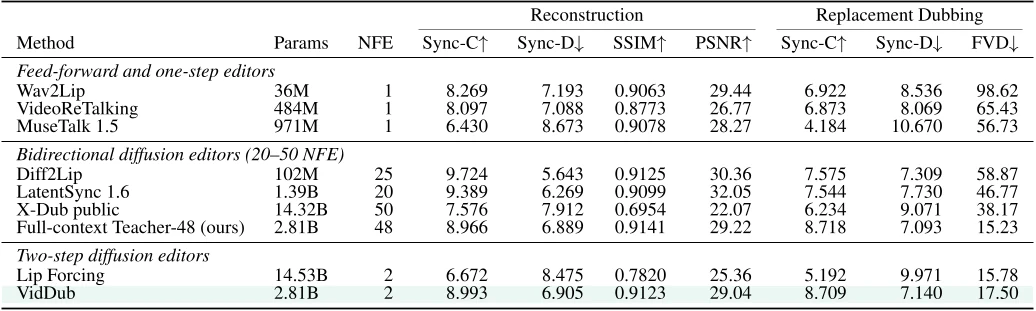 Reconstruction Replacement Dubbing
Method Params NFE Sync-C↑ Sync-D↓ SSIM↑ PSNR↑ Sync-C↑ Sync-D↓ FVD↓
Feed-forward and one-step editors
Wav2Lip 36M 1 8.269 7.193 0.9063 29.44 6.922 8.536 98.62
VideoReTalking 484M 1 8.097 7.088 0.8773 26.77 6.873 8.069 65.43
MuseTalk 1.5 971M 1 6.430 8.673 0.9078 28.27 4.184 10.670 56.73
Bidirectional diffusion editors (20–50 NFE)
Diff2Lip 102M 25 9.724 5.643 0.9125 30.36 7.575 7.309 58.87
LatentSync 1.6 1.39B 20 9.389 6.269 0.9099 32.05 7.544 7.730 46.77
X-Dub public 14.32B 50 7.576 7.912 0.6954 22.07 6.234 9.071 38.17
Full-context Teacher-48 (ours) 2.81B 48 8.966 6.889 0.9141 29.22 8.718 7.093 15.23
Two-step diffusion editors
Lip Forcing 14.53B 2 6.672 8.475 0.7820 25.36 5.192 9.971 15.78
VidDub 2.81B 2 8.993 6.905 0.9123 29.04 8.709 7.140 17.50